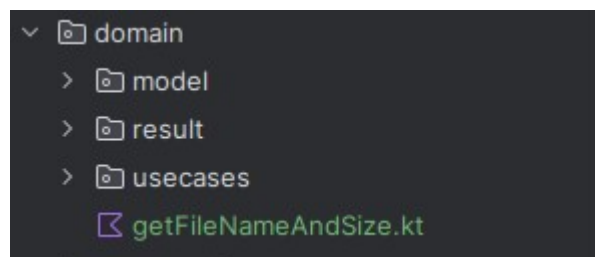 domain
model
result
usecases
getFileNameAndSize.kt